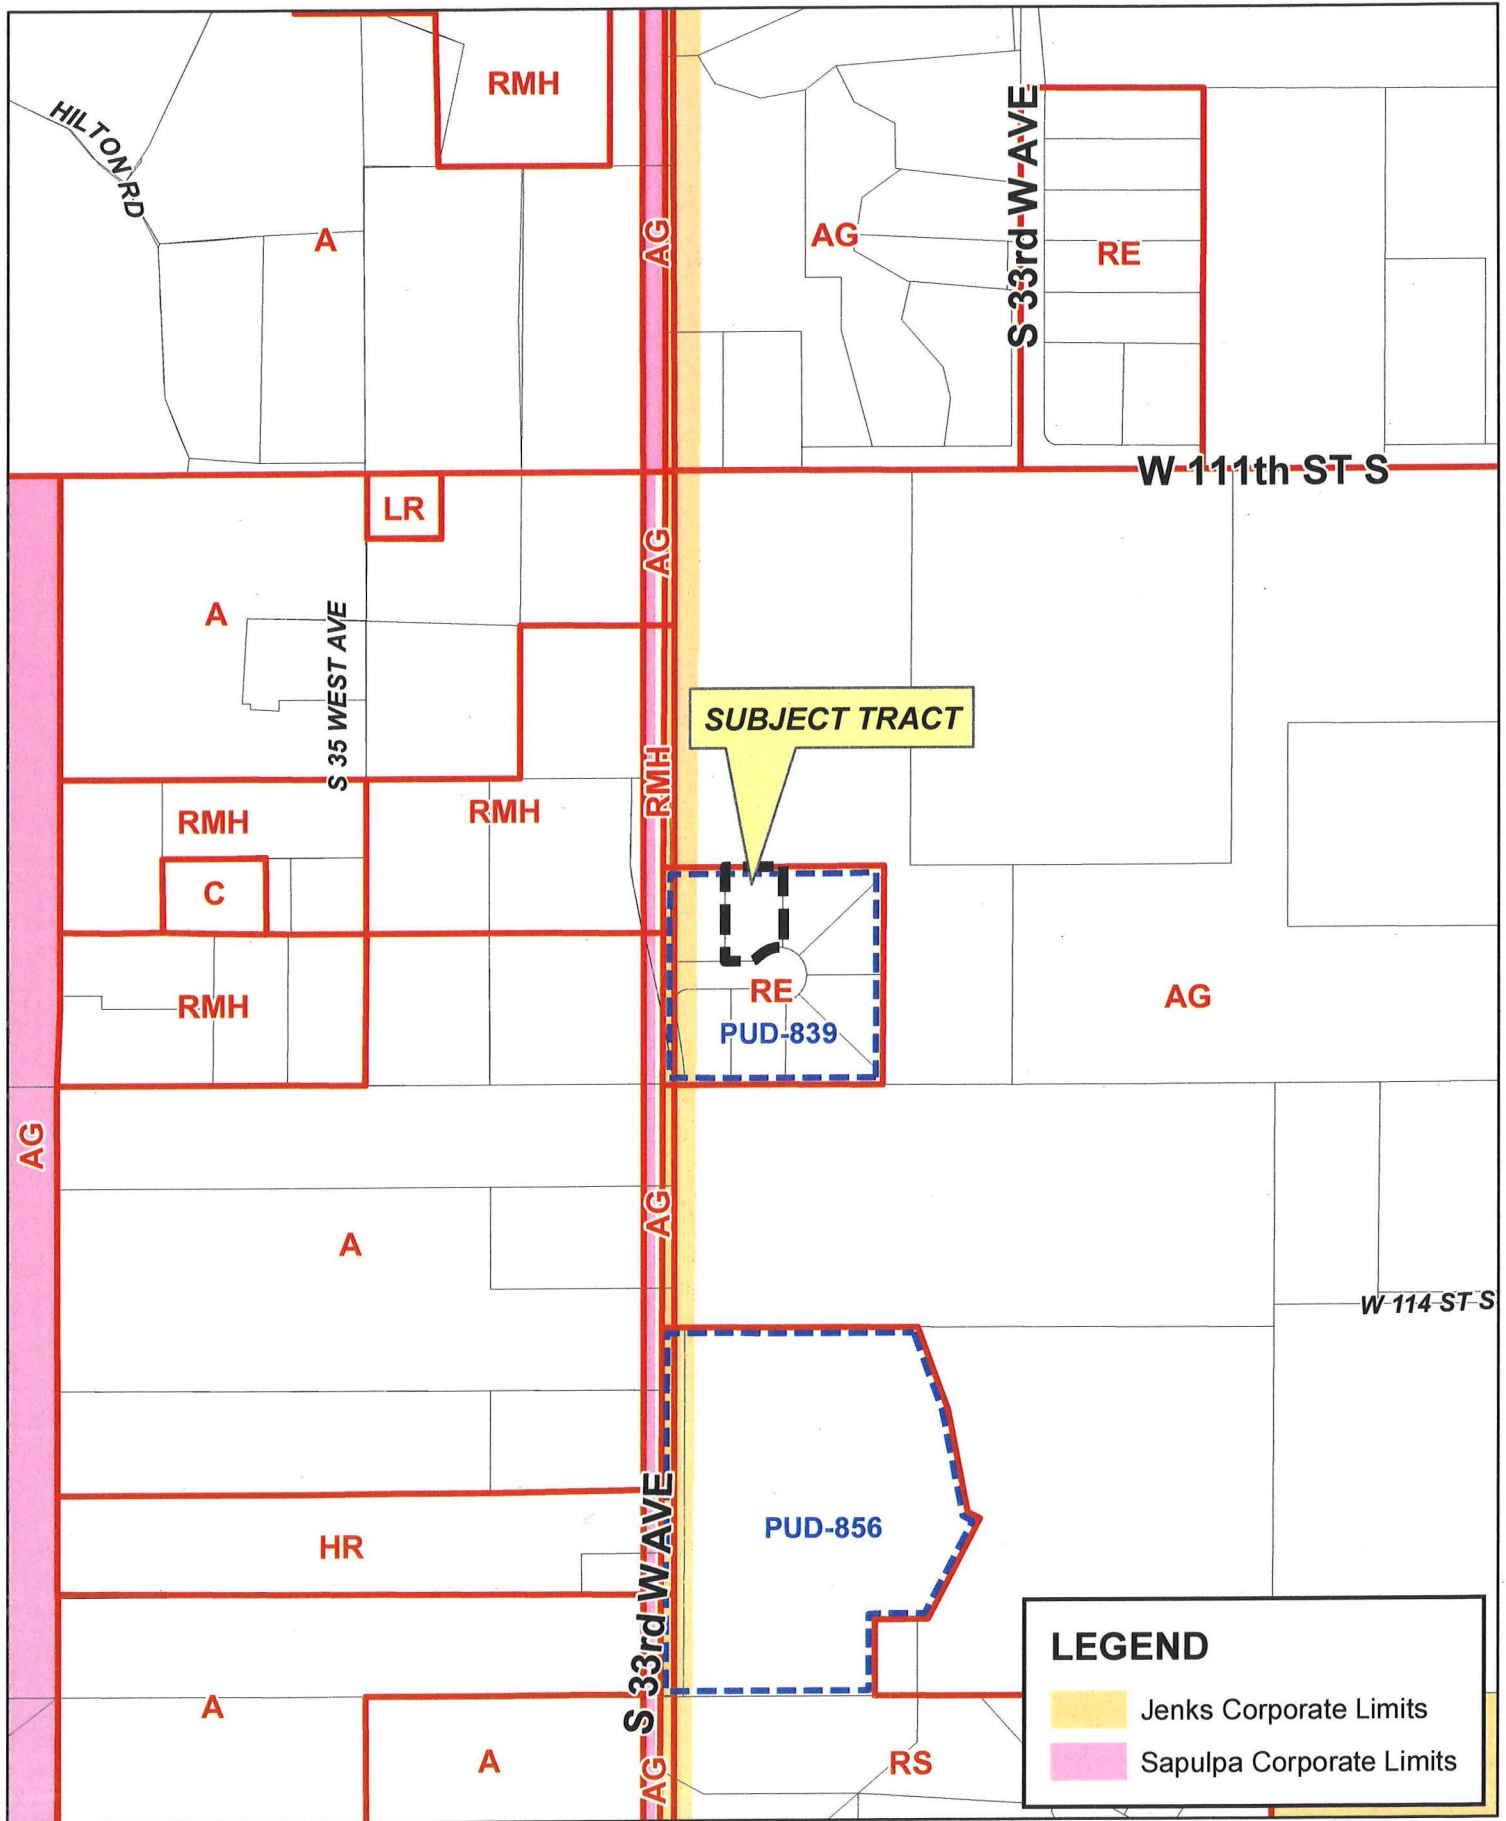 RMH
HILTON RD
S 33rd W AVE
A
AG
AG
RE
W 111th ST S
LR
AG
A
S 35 WEST AVE
SUBJECT TRACT
RMH
RMH
RMH
C
RE
AG
RMH
PUD-839
AG
AG
A
W 114 ST S
PUD-856
HR
S 33rd W AVE
LEGEND
Jenks Corporate Limits
Sapulpa Corporate Limits
A
A
AG
RS